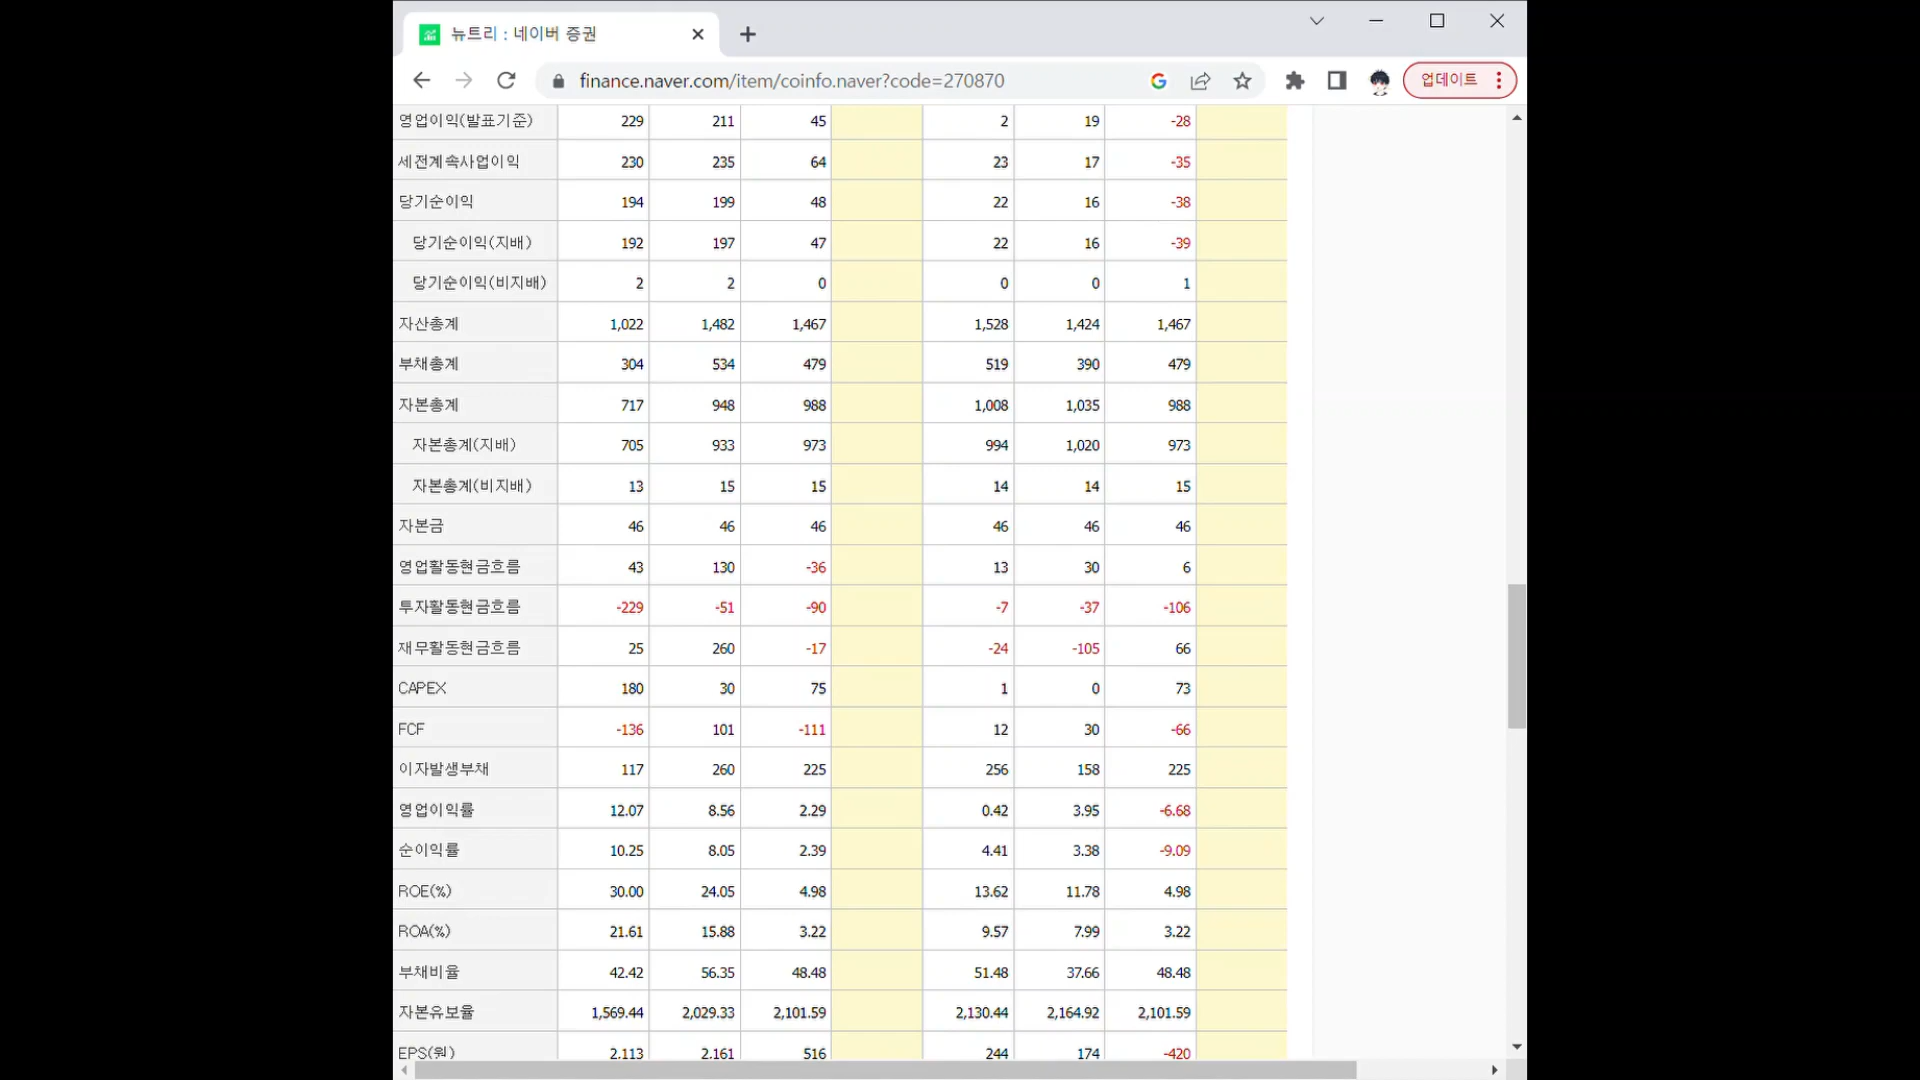 뉴트리 : 네이버 증권
finance.naver.com/item/coinfo.naver?code=270870
업데이트
영업이익(발표기준) 229 211 45 2 19 -28
세전계속사업이익 230 235 64 23 17 -35
당기순이익 194 199 48 22 16 -38
당기순이익(지배) 192 197 47 22 16 -39
당기순이익(비지배) 2 2 0 0 0 1
자산총계 1,022 1,482 1,467 1,528 1,424 1,467
부채총계 304 534 479 519 390 479
자본총계 717 948 988 1,008 1,035 988
자본총계(지배) 705 933 973 994 1,020 973
자본총계(비지배) 13 15 15 14 14 15
자본금 46 46 46 46 46 46
영업활동현금흐름 43 130 -36 13 30 6
투자활동현금흐름 -229 -51 -90 -7 -37 -106
재무활동현금흐름 25 260 -17 -24 -105 66
CAPEX 180 30 75 1 0 73
FCF -136 101 -111 12 30 -66
이자발생부채 117 260 225 256 158 225
영업이익률 12.07 8.56 2.29 0.42 3.95 -6.68
순이익률 10.25 8.05 2.39 4.41 3.38 -9.09
ROE(%) 30.00 24.05 4.98 13.62 11.78 4.98
ROA(%) 21.61 15.88 3.22 9.57 7.99 3.22
부채비율 42.42 56.35 48.48 51.48 37.66 48.48
자본유보율 1,569.44 2,029.33 2,101.59 2,130.44 2,164.92 2,101.59
EPS(원) 2,113 2,161 516 244 174 -420